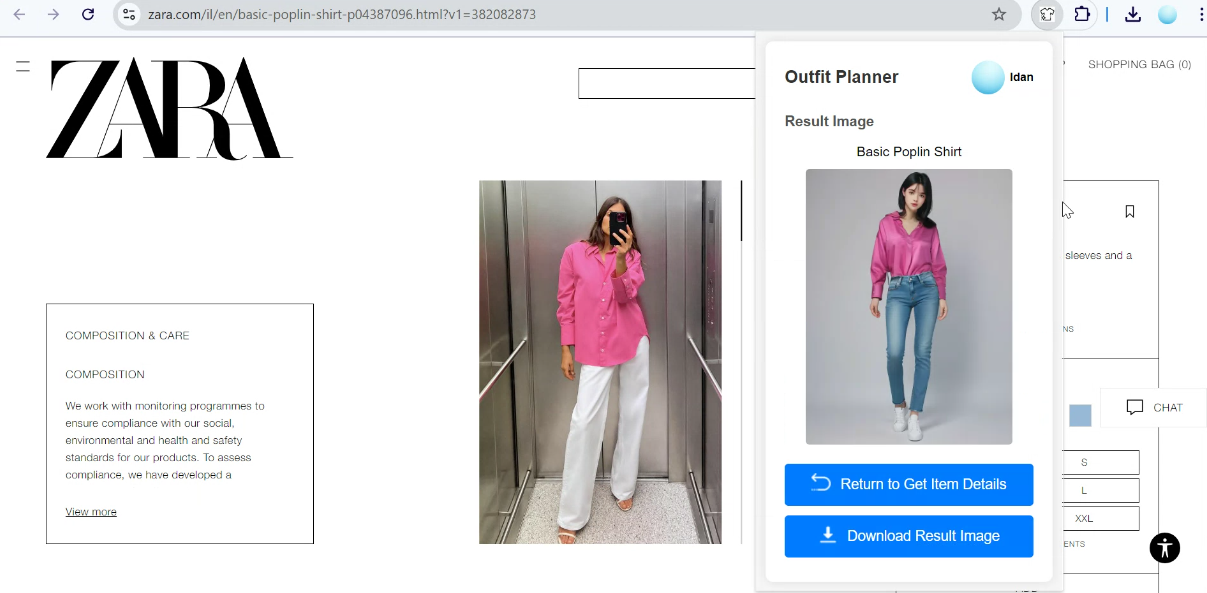 zara.com/il/en/basic-poplin-shirt-p04387096.html?v1=382082873
ZARA
SHOPPING BAG (0)
COMPOSITION & CARE
COMPOSITION
We work with monitoring programmes to
ensure compliance with our social,
environmental and health and safety
standards for our products. To assess
compliance, we have developed a
View more
Outfit Planner
Idan
Result Image
Basic Poplin Shirt
Return to Get Item Details
Download Result Image
sleeves and a
NS
CHAT
S
L
XXL
ENTS